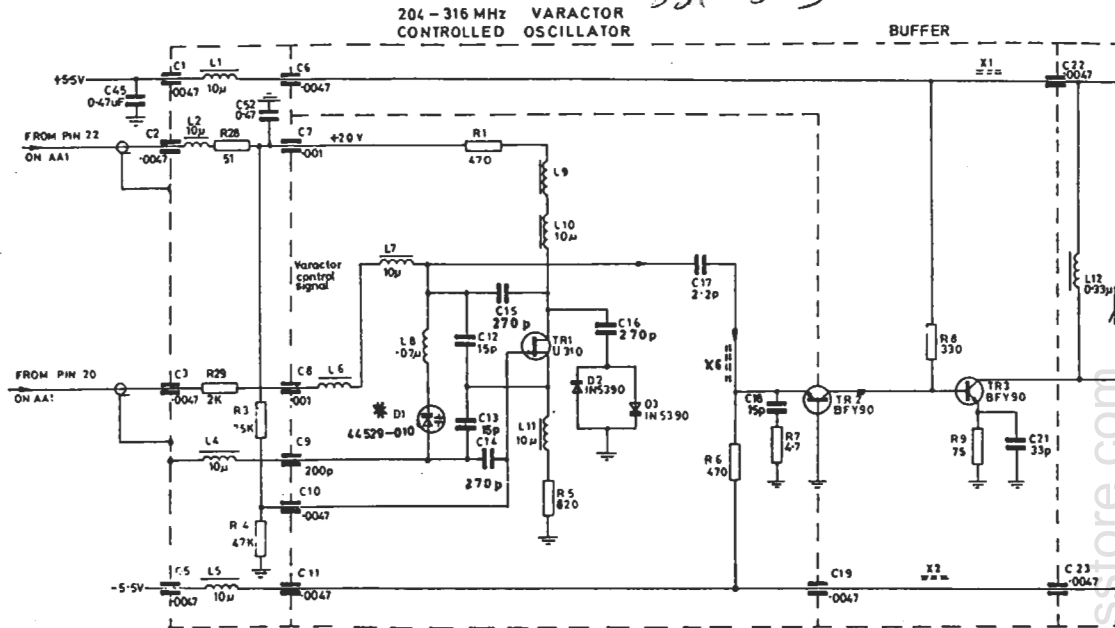 204-316 MHz VARACTOR
CONTROLLED OSCILLATOR
BUFFER
+5·5V
C45
0·47uF
C1
·0047
L1
10µ
C6
·0047
X1
C22
·0047
FROM PIN 22
ON AA1
C2
·0047
L2
10µ
R28
51
C52
0·47
C7
·001
+20V
R1
470
L9
L10
10µ
Varactor
control
signal
L7
10µ
C17
2·2p
L12
0·33µ
C15
270p
C12
15p
L8
·07µ
TR1
U310
C16
270p
X6
R8
330
FROM PIN 20
ON AA1
C3
·0047
R29
2K
C8
·001
L6
D2
IN5390
D3
IN5390
C18
15p
TR2
BFY90
TR3
BFY90
R3
15K
* D1
44529-010
C13
15p
C14
270p
L11
10µ
R7
4·7
R9
75
C21
33p
L4
10µ
C9
200p
R6
470
C10
·0047
R5
820
R4
47K
-5·5V
C5
·0047
L5
10µ
C11
·0047
C19
·0047
X2
C23
·0047
sstore.com